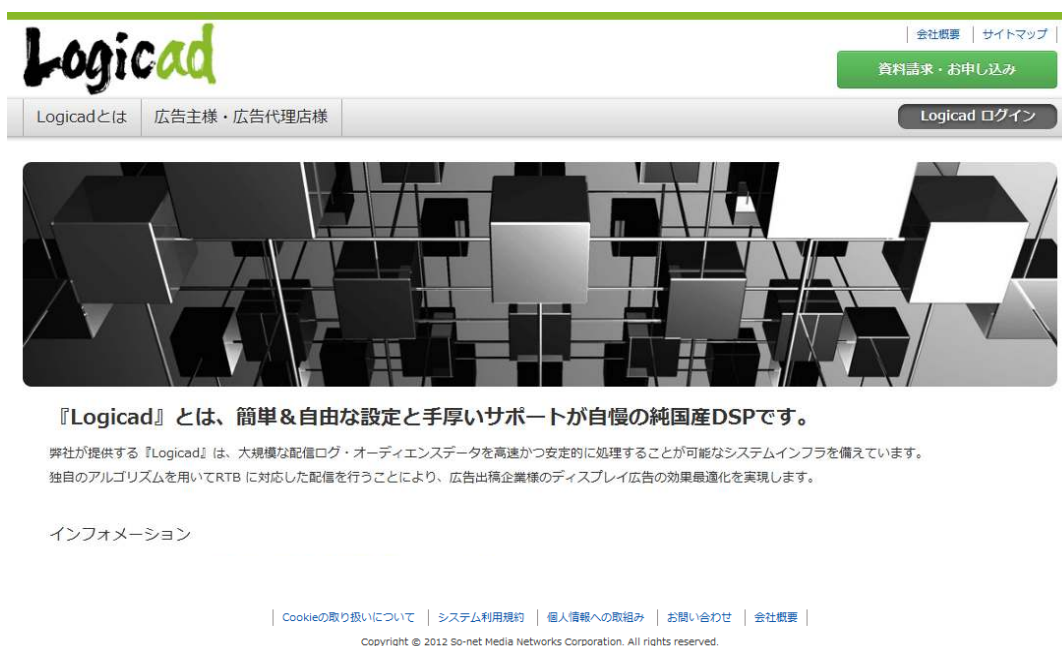 Logicad
会社概要 サイトマップ
資料請求・お申し込み
Logicadとは 広告主様・広告代理店様 Logicad ログイン
『Logicad』とは、簡単&自由な設定と手厚いサポートが自慢の純国産DSPです。
弊社が提供する『Logicad』は、大規模な配信ログ・オーディエンスデータを高速かつ安定的に処理することが可能なシステムインフラを備えています。
独自のアルゴリズムを用いてRTB に対応した配信を行うことにより、広告出稿企業様のディスプレイ広告の効果最適化を実現します。
インフォメーション
Cookieの取り扱いについて システム利用規約 個人情報への取組み お問い合わせ 会社概要
Copyright © 2012 So-net Media Networks Corporation. All rights reserved.